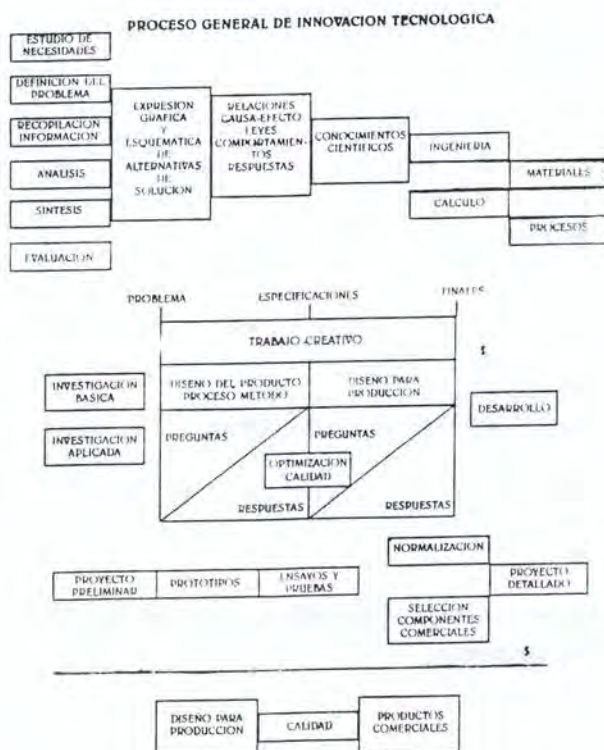 PROCESO GENERAL DE INNOVACION TECNOLOGICA
ESTUDIO DE
NECESIDADES
DEFINICION DEL
PROBLEMA
RECOPILACION
INFORMACION
ANALISIS
SINTESIS
EVALUACION
EXPRESION
GRAFICA
Y
ESQUEMATICA
DE
ALTERNATIVAS
DE
SOLUCION
RELACIONES
CAUSA-EFECTO
LEYES
COMPORTAMIEN-
TOS
RESPUESTAS
CONOCIMIENTOS
CIENTIFICOS
INGENIERIA
MATERIALES
CALCULO
PROCESOS
PROBLEMA
ESPECIFICACIONES
FINALES
TRABAJO CREATIVO
$
INVESTIGACION
BASICA
DISENO DEL PRODUCTO
PROCESO METODO
DISENO PARA
PRODUCCION
DESARROLLO
INVESTIGACION
APLICADA
PREGUNTAS
PREGUNTAS
OPTIMIZACION
CALIDAD
RESPUESTAS
RESPUESTAS
NORMALIZACION
PROYECTO
PRELIMINAR
PROTOTIPOS
ENSAYOS Y
PRUEBAS
PROYECTO
DETALLADO
SELECCION
COMPONENTES
COMERCIALES
$
DISENO PARA
PRODUCCION
CALIDAD
PRODUCTOS
COMERCIALES